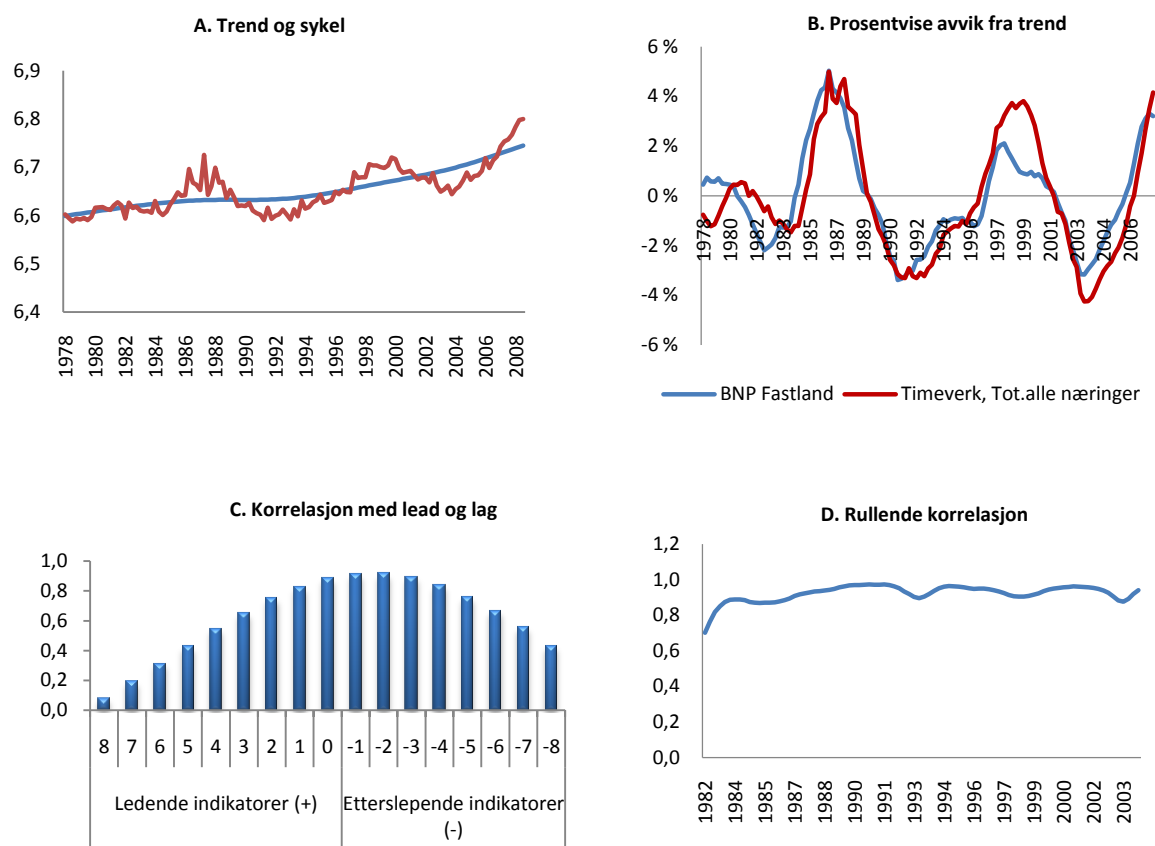 A. Trend og sykel
6,9
6,8
6,7
6,6
6,5
6,4
1978 1980 1982 1984 1986 1988 1990 1992 1994 1996 1998 2000 2002 2004 2006 2008
B. Prosentvise avvik fra trend
6 %
4 %
2 %
0 %
-2 %
-4 %
-6 %
1978 1980 1982 1983 1985 1987 1989 1990 1992 1994 1996 1997 1999 2001 2003 2004 2006
BNP Fastland Timeverk, Tot.alle næringer
C. Korrelasjon med lead og lag
1,0
0,8
0,6
0,4
0,2
0,0
8 7 6 5 4 3 2 1 0 -1 -2 -3 -4 -5 -6 -7 -8
Ledende indikatorer (+) Etterslepende indikatorer
(-)
D. Rullende korrelasjon
1,2
1,0
0,8
0,6
0,4
0,2
0,0
1982 1984 1985 1987 1988 1990 1991 1993 1994 1996 1997 1999 2000 2002 2003